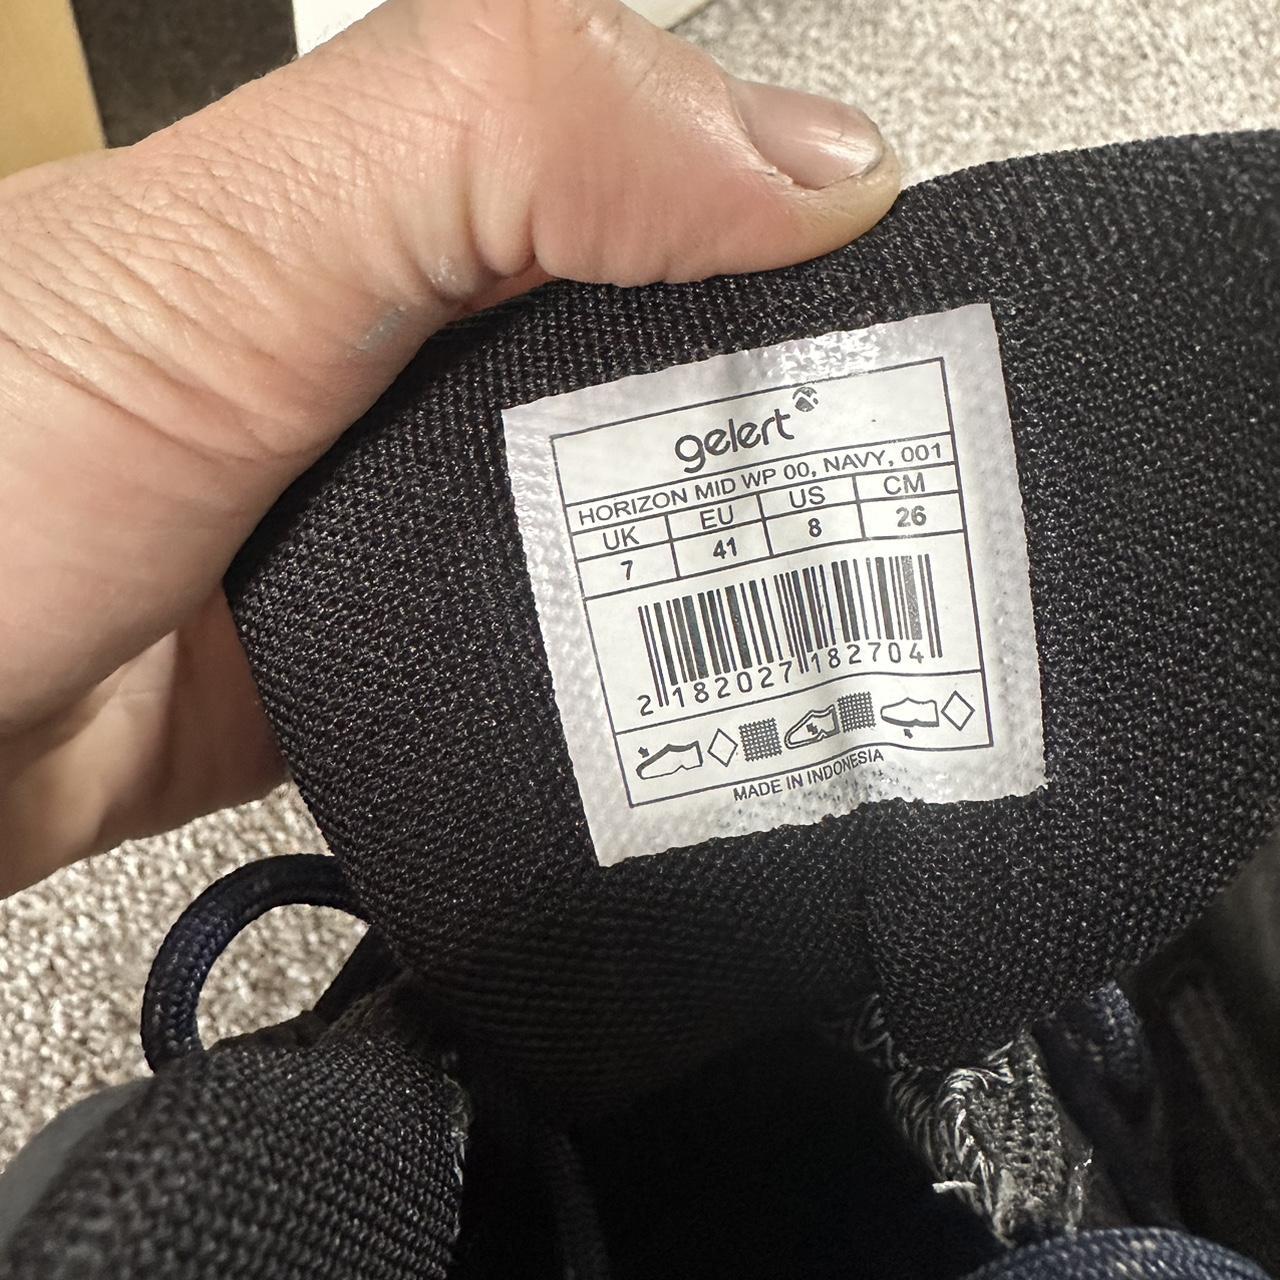 gelert
HORIZON MID WP 00, NAVY, 001
UK EU US CM
7 41 8 26
2 182027 182704
MADE IN INDONESIA